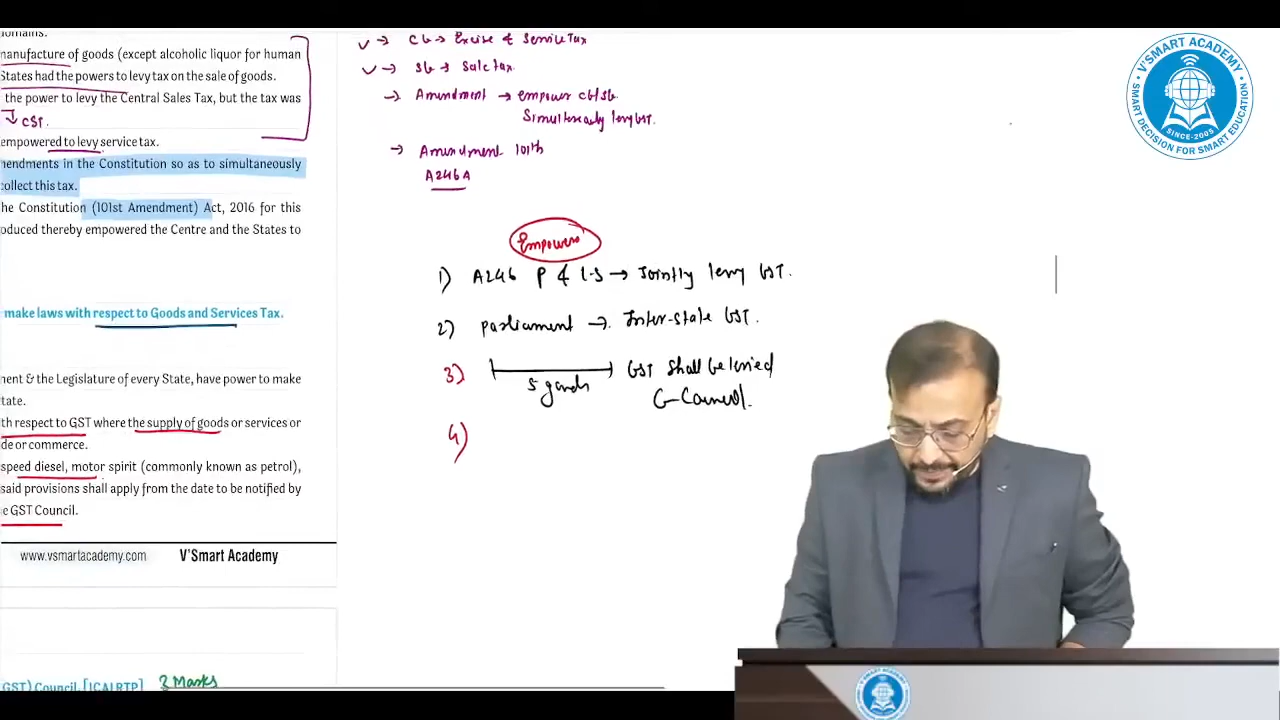 domains.
manufacture of goods (except alcoholic liquor for human
States had the powers to levy tax on the sale of goods.
the power to levy the Central Sales Tax, but the tax was
CST.
empowered to levy service tax.
mendments in the Constitution so as to simultaneously
collect this tax.
he Constitution (101st Amendment) Act, 2016 for this
oduced thereby empowered the Centre and the States to
make laws with respect to Goods and Services Tax.
ment & the Legislature of every State, have power to make
tate.
th respect to GST where the supply of goods or services or
de or commerce.
speed diesel, motor spirit (commonly known as petrol),
said provisions shall apply from the date to be notified by
e GST Council.
www.vsmartacademy.com V'Smart Academy
GST) Council. [ICAI RTP] 3 Marks
→ CG → Excise & Service Tax
→ SG → Sale tax.
→ Amendment → empower CG/SG
Simultneously levy GST.
→ Amendment 101th
A246A
Empowers
1) A246 P & L.S → Jointly levy GST.
2) Parliament → Inter-state GST.
3) 5 goods GST Shall be levied
G-Council.
4)
V'SMART ACADEMY
SINCE-2005
SMART DECISION FOR SMART EDUCATION